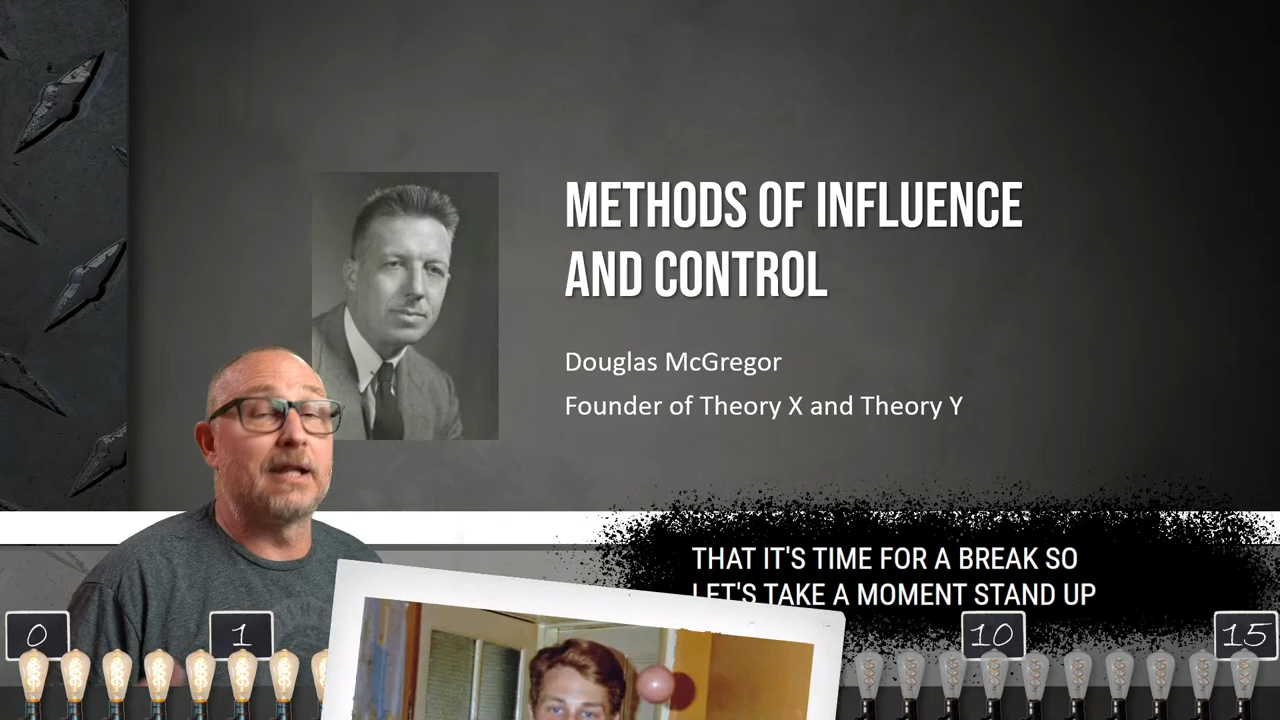 METHODS OF INFLUENCE
AND CONTROL
Douglas McGregor
Founder of Theory X and Theory Y
THAT IT'S TIME FOR A BREAK SO
LET'S TAKE A MOMENT STAND UP
0
1
10
15